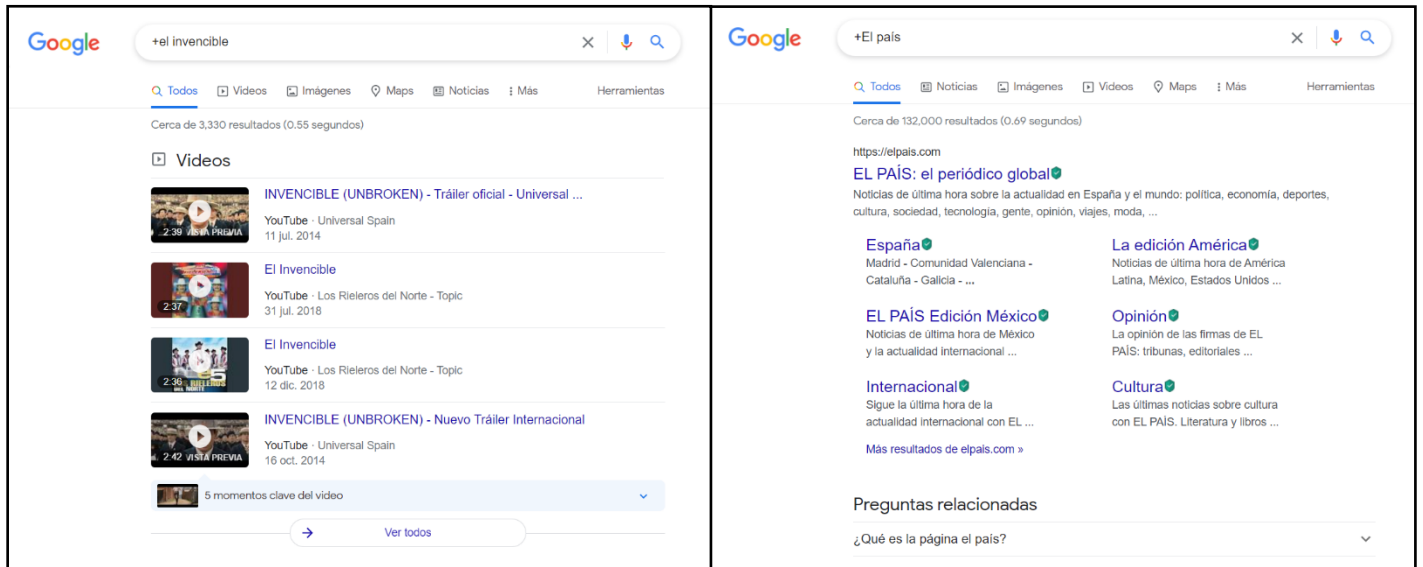 Google
+el invencible
Todos
Videos
Imágenes
Maps
Noticias
Más
Herramientas
Cerca de 3,330 resultados (0.55 segundos)
Videos
INVENCIBLE (UNBROKEN) - Tráiler oficial - Universal ...
YouTube · Universal Spain
11 jul. 2014
2:39 VISTA PREVIA
El Invencible
YouTube · Los Rieleros del Norte - Topic
31 jul. 2018
2:37
El Invencible
YouTube · Los Rieleros del Norte - Topic
12 dic. 2018
2:36
INVENCIBLE (UNBROKEN) - Nuevo Tráiler Internacional
YouTube · Universal Spain
16 oct. 2014
2:42 VISTA PREVIA
5 momentos clave del video
Ver todos
Google
+El país
Todos
Noticias
Imágenes
Videos
Maps
Más
Herramientas
Cerca de 132,000 resultados (0.69 segundos)
https://elpais.com
EL PAÍS: el periódico global
Noticias de última hora sobre la actualidad en España y el mundo: política, economía, deportes,
cultura, sociedad, tecnología, gente, opinión, viajes, moda, ...
España
Madrid - Comunidad Valenciana -
Cataluña - Galicia - ...
La edición América
Noticias de última hora de América
Latina, México, Estados Unidos ...
EL PAÍS Edición México
Noticias de última hora de México
y la actualidad internacional ...
Opinión
La opinión de las firmas de EL
PAÍS: tribunas, editoriales ...
Internacional
Sigue la última hora de la
actualidad internacional con EL ...
Cultura
Las últimas noticias sobre cultura
con EL PAÍS. Literatura y libros ...
Más resultados de elpais.com »
Preguntas relacionadas
¿Qué es la página el país?